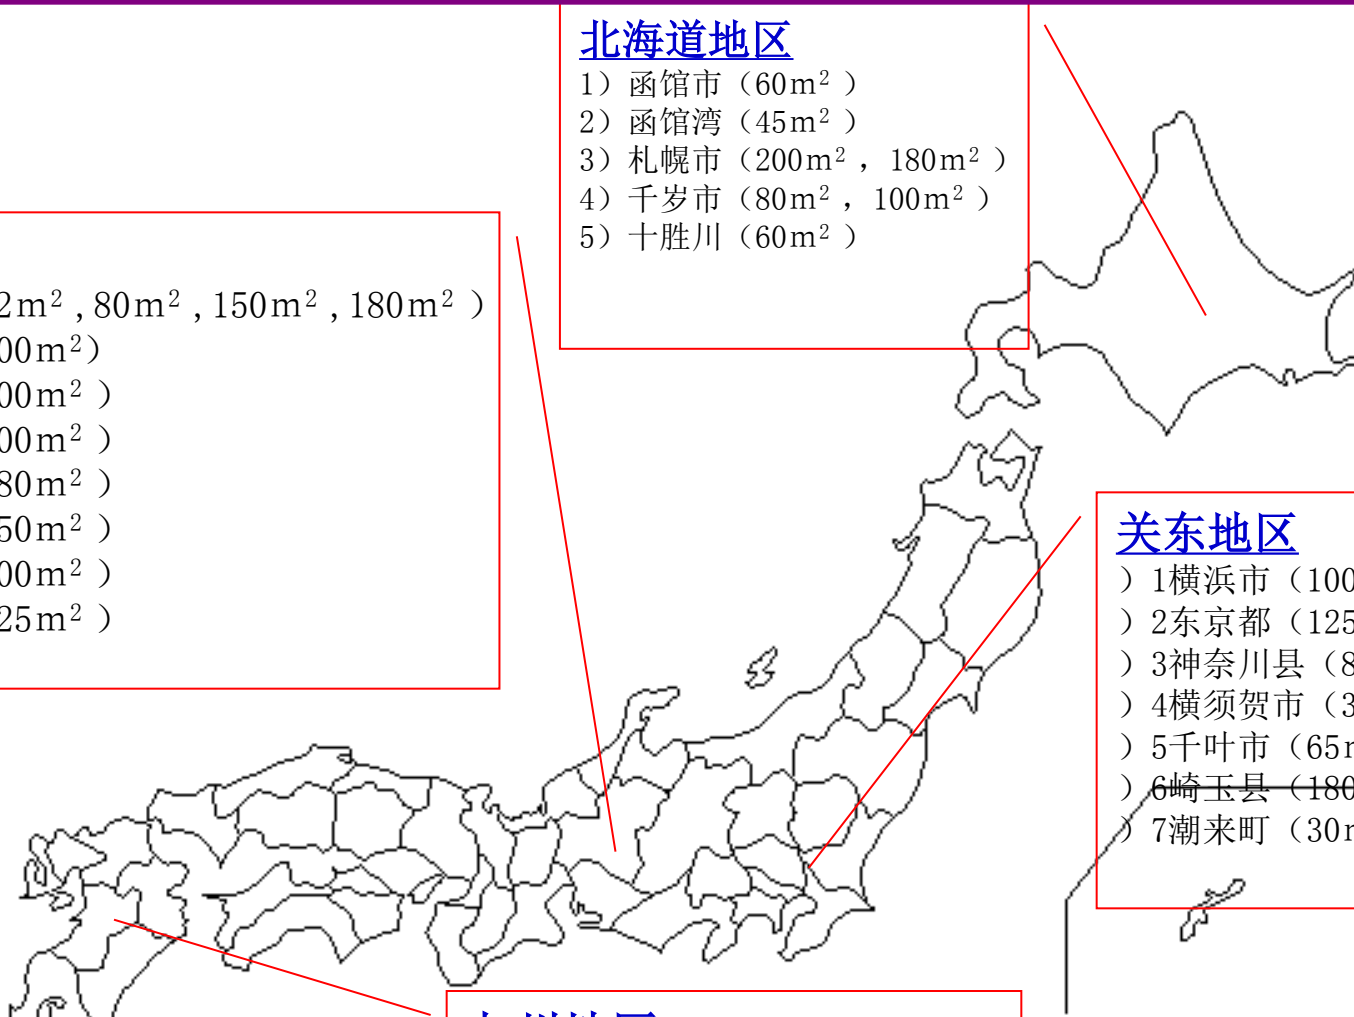 北海道地区
1）函馆市（60m²）
2）函馆湾（45m²）
3）札幌市（200m²，180m²）
4）千岁市（80m²，100m²）
5）十胜川（60m²）
2m²,80m²,150m²,180m²）
00m²）
00m²）
00m²）
80m²）
50m²）
00m²）
25m²）
关东地区
）1横浜市（100
）2东京都（125
）3神奈川县（8
）4横须贺市（3
）5千叶市（65m
）6崎玉县（180
）7潮来町（30m